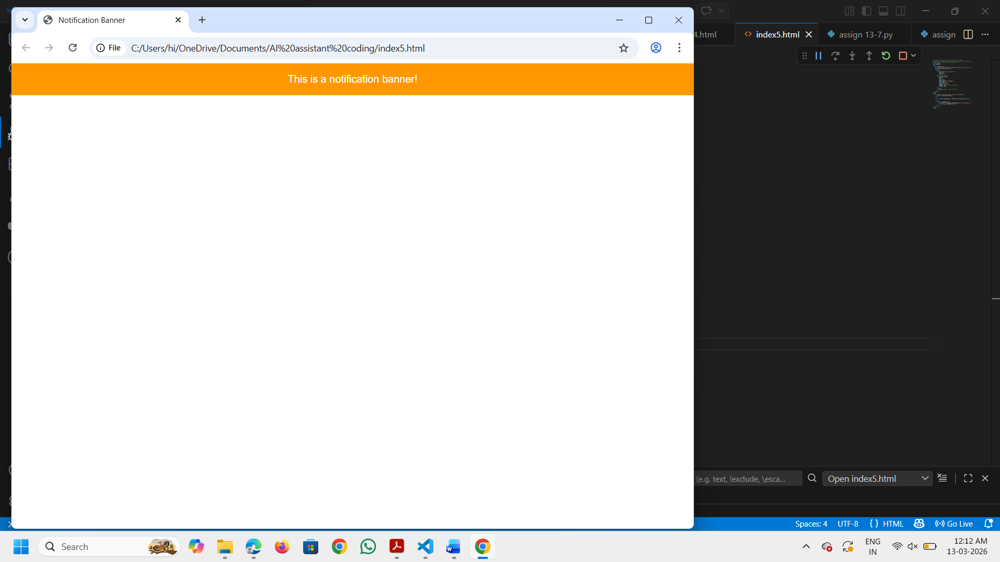 Notification Banner
File
C:/Users/hi/OneDrive/Documents/AI%20assistant%20coding/index5.html
This is a notification banner!
4.html
index5.html
assign 13-7.py
assign
(e.g. text, !exclude, \esca...
Open index5.html
Spaces: 4
UTF-8
{ } HTML
Go Live
Search
ENG
IN
12:12 AM
13-03-2026